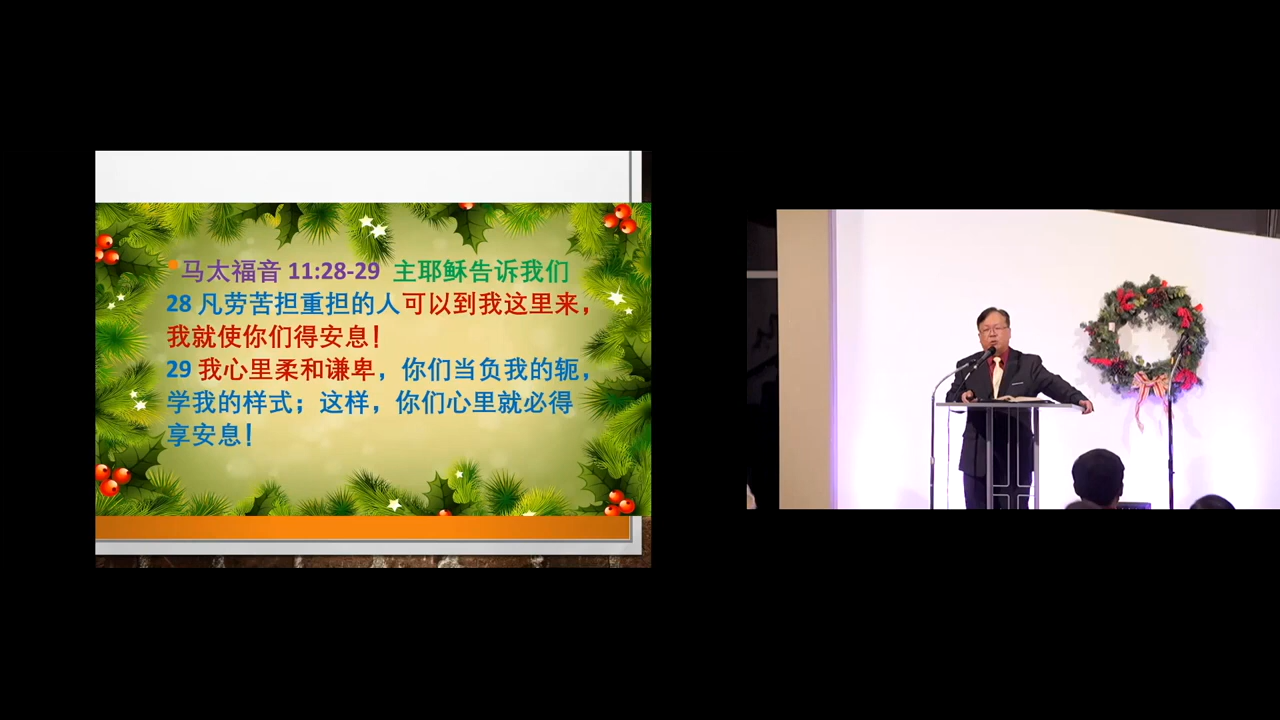 马太福音 11:28-29 主耶稣告诉我们
28 凡劳苦担重担的人可以到我这里来，
我就使你们得安息！
29 我心里柔和谦卑，你们当负我的轭，
学我的样式；这样，你们心里就必得
享安息！